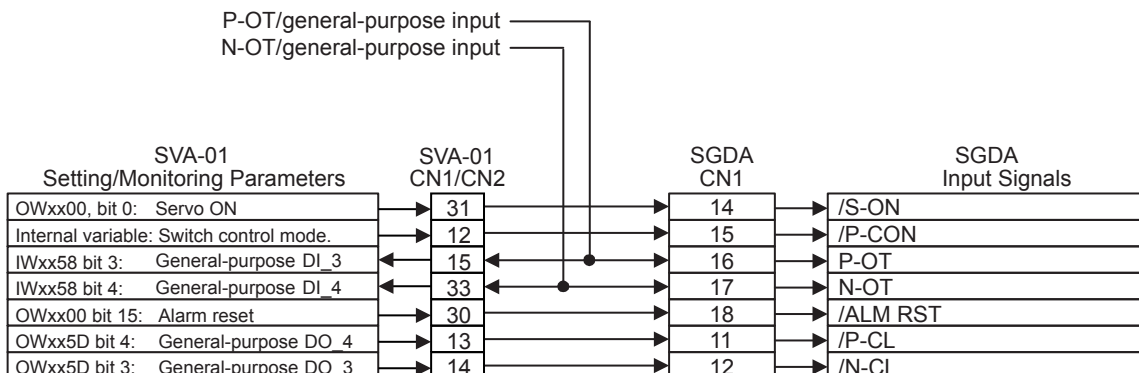 P-OT/general-purpose input
N-OT/general-purpose input
SVA-01
Setting/Monitoring Parameters
SVA-01
CN1/CN2
SGDA
CN1
SGDA
Input Signals
OWxx00, bit 0: Servo ON 31 14 /S-ON
Internal variable: Switch control mode. 12 15 /P-CON
IWxx58 bit 3: General-purpose DI_3 15 16 P-OT
IWxx58 bit 4: General-purpose DI_4 33 17 N-OT
OWxx00 bit 15: Alarm reset 30 18 /ALM RST
OWxx5D bit 4: General-purpose DO_4 13 11 /P-CL
OWxx5D bit 3: General-purpose DO_3 14 12 /N-CL